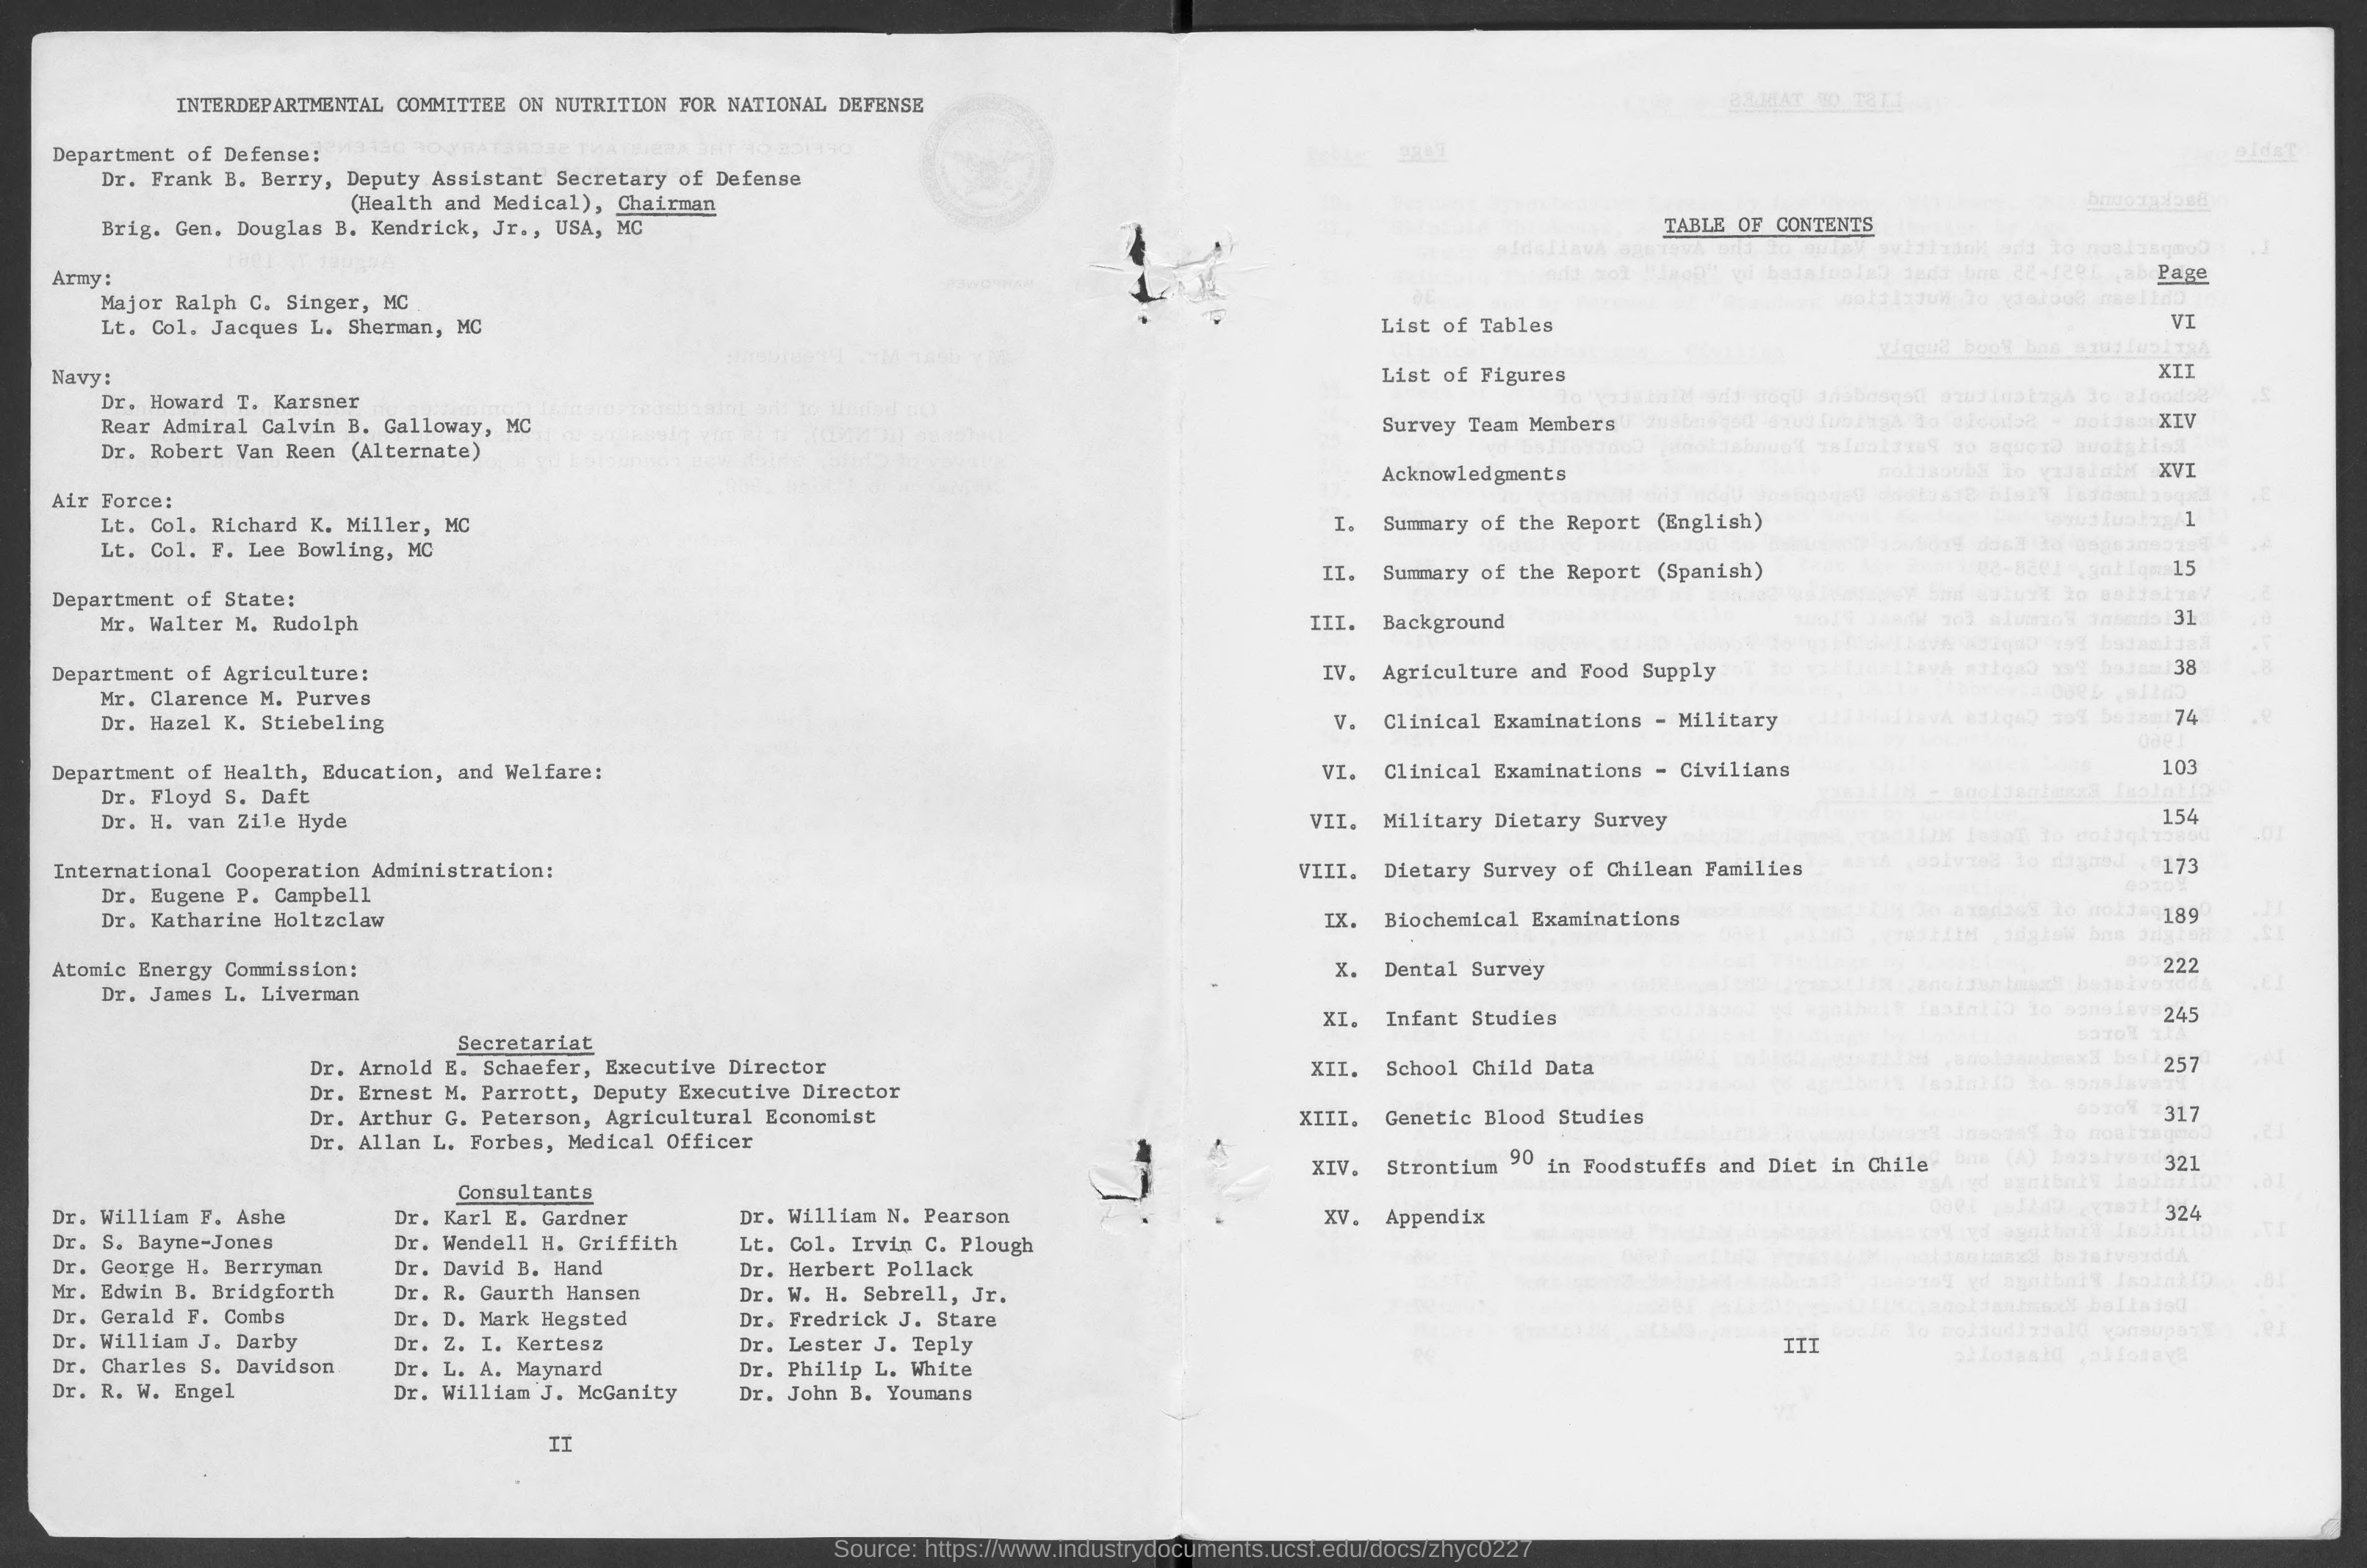 INTERDEPARTMENTAL COMMITTEE ON NUTRITION FOR NATIONAL DEFENSE
Department of Defense:
Dr. Frank B. Berry, Deputy Assistant Secretary of Defense
(Health and Medical), Chairman
Brig. Gen. Douglas B. Kendrick, Jr., USA, MC
Army:
Major Ralph C. Singer, MC
Lt. Col. Jacques L. Sherman, MC
Navy:
Dr. Howard T. Karsner
Rear Admiral Calvin B. Galloway, MC
Dr. Robert Van Reen (Alternate)
Air Force:
Lt. Col. Richard K. Miller, MC
Lt. Col. F. Lee Bowling, MC
Department of State:
Mr. Walter M. Rudolph
Department of Agriculture:
Mr. Clarence M. Purves
Dr. Hazel K. Stiebeling
Department of Health, Education, and Welfare:
Dr. Floyd S. Daft
Dr. H. van Zile Hyde
International Cooperation Administration:
Dr. Eugene P. Campbell
Dr. Katharine Holtzclaw
Atomic Energy Commission:
Dr. James L. Liverman
Secretariat
Dr. Arnold E. Schaefer, Executive Director
Dr. Ernest M. Parrott, Deputy Executive Director
Dr. Arthur G. Peterson, Agricultural Economist
Dr. Allan L. Forbes, Medical Officer
Consultants
Dr. William F. Ashe Dr. Karl E. Gardner Dr. William N. Pearson
Dr. S. Bayne-Jones Dr. Wendell H. Griffith Lt. Col. Irvin C. Plough
Dr. George H. Berryman Dr. David B. Hand Dr. Herbert Pollack
Mr. Edwin B. Bridgforth Dr. R. Gaurth Hansen Dr. W. H. Sebrell, Jr.
Dr. Gerald F. Combs Dr. D. Mark Hegsted Dr. Fredrick J. Stare
Dr. William J. Darby Dr. Z. I. Kertesz Dr. Lester J. Teply
Dr. Charles S. Davidson Dr. L. A. Maynard Dr. Philip L. White
Dr. R. W. Engel Dr. William J. McGanity Dr. John B. Youmans
II
TABLE OF CONTENTS
Page
List of Tables VI
List of Figures XII
Survey Team Members XIV
Acknowledgments XVI
I. Summary of the Report (English) 1
II. Summary of the Report (Spanish) 15
III. Background 31
IV. Agriculture and Food Supply 38
V. Clinical Examinations - Military 74
VI. Clinical Examinations - Civilians 103
VII. Military Dietary Survey 154
VIII. Dietary Survey of Chilean Families 173
IX. Biochemical Examinations 189
X. Dental Survey 222
XI. Infant Studies 245
XII. School Child Data 257
XIII. Genetic Blood Studies 317
XIV. Strontium 90 in Foodstuffs and Diet in Chile 321
XV. Appendix 324
III
Source: https://www.industrydocuments.ucsf.edu/docs/zhyc0227